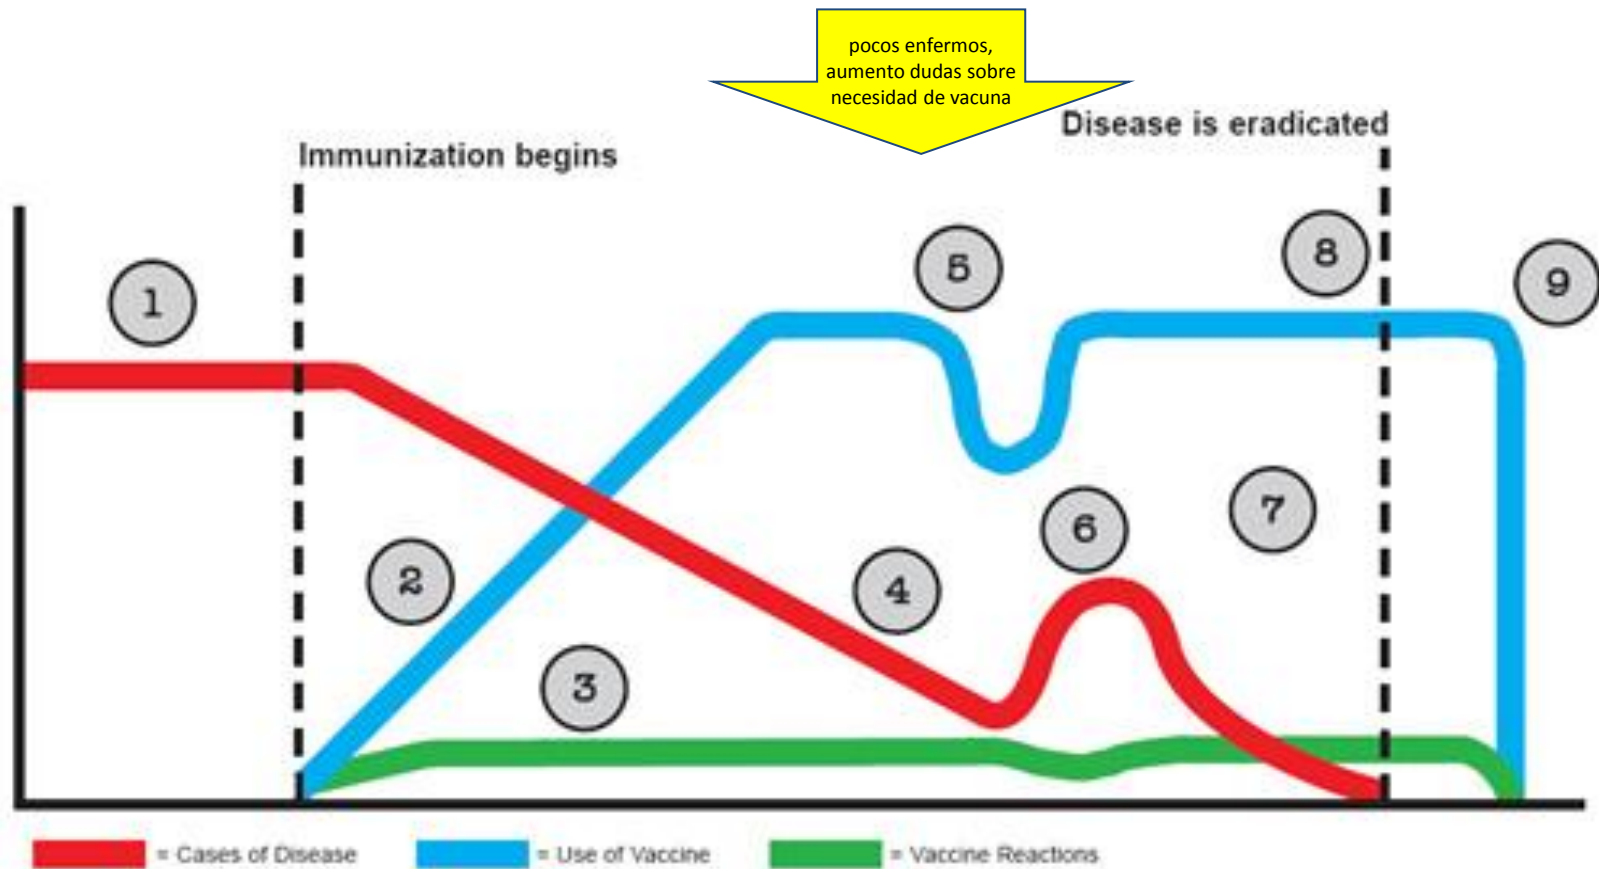 pocos enfermos,
aumento dudas sobre
necesidad de vacuna
Disease is eradicated
Immunization begins
1
2
3
4
5
6
7
8
9
= Cases of Disease
= Use of Vaccine
= Vaccine Reactions